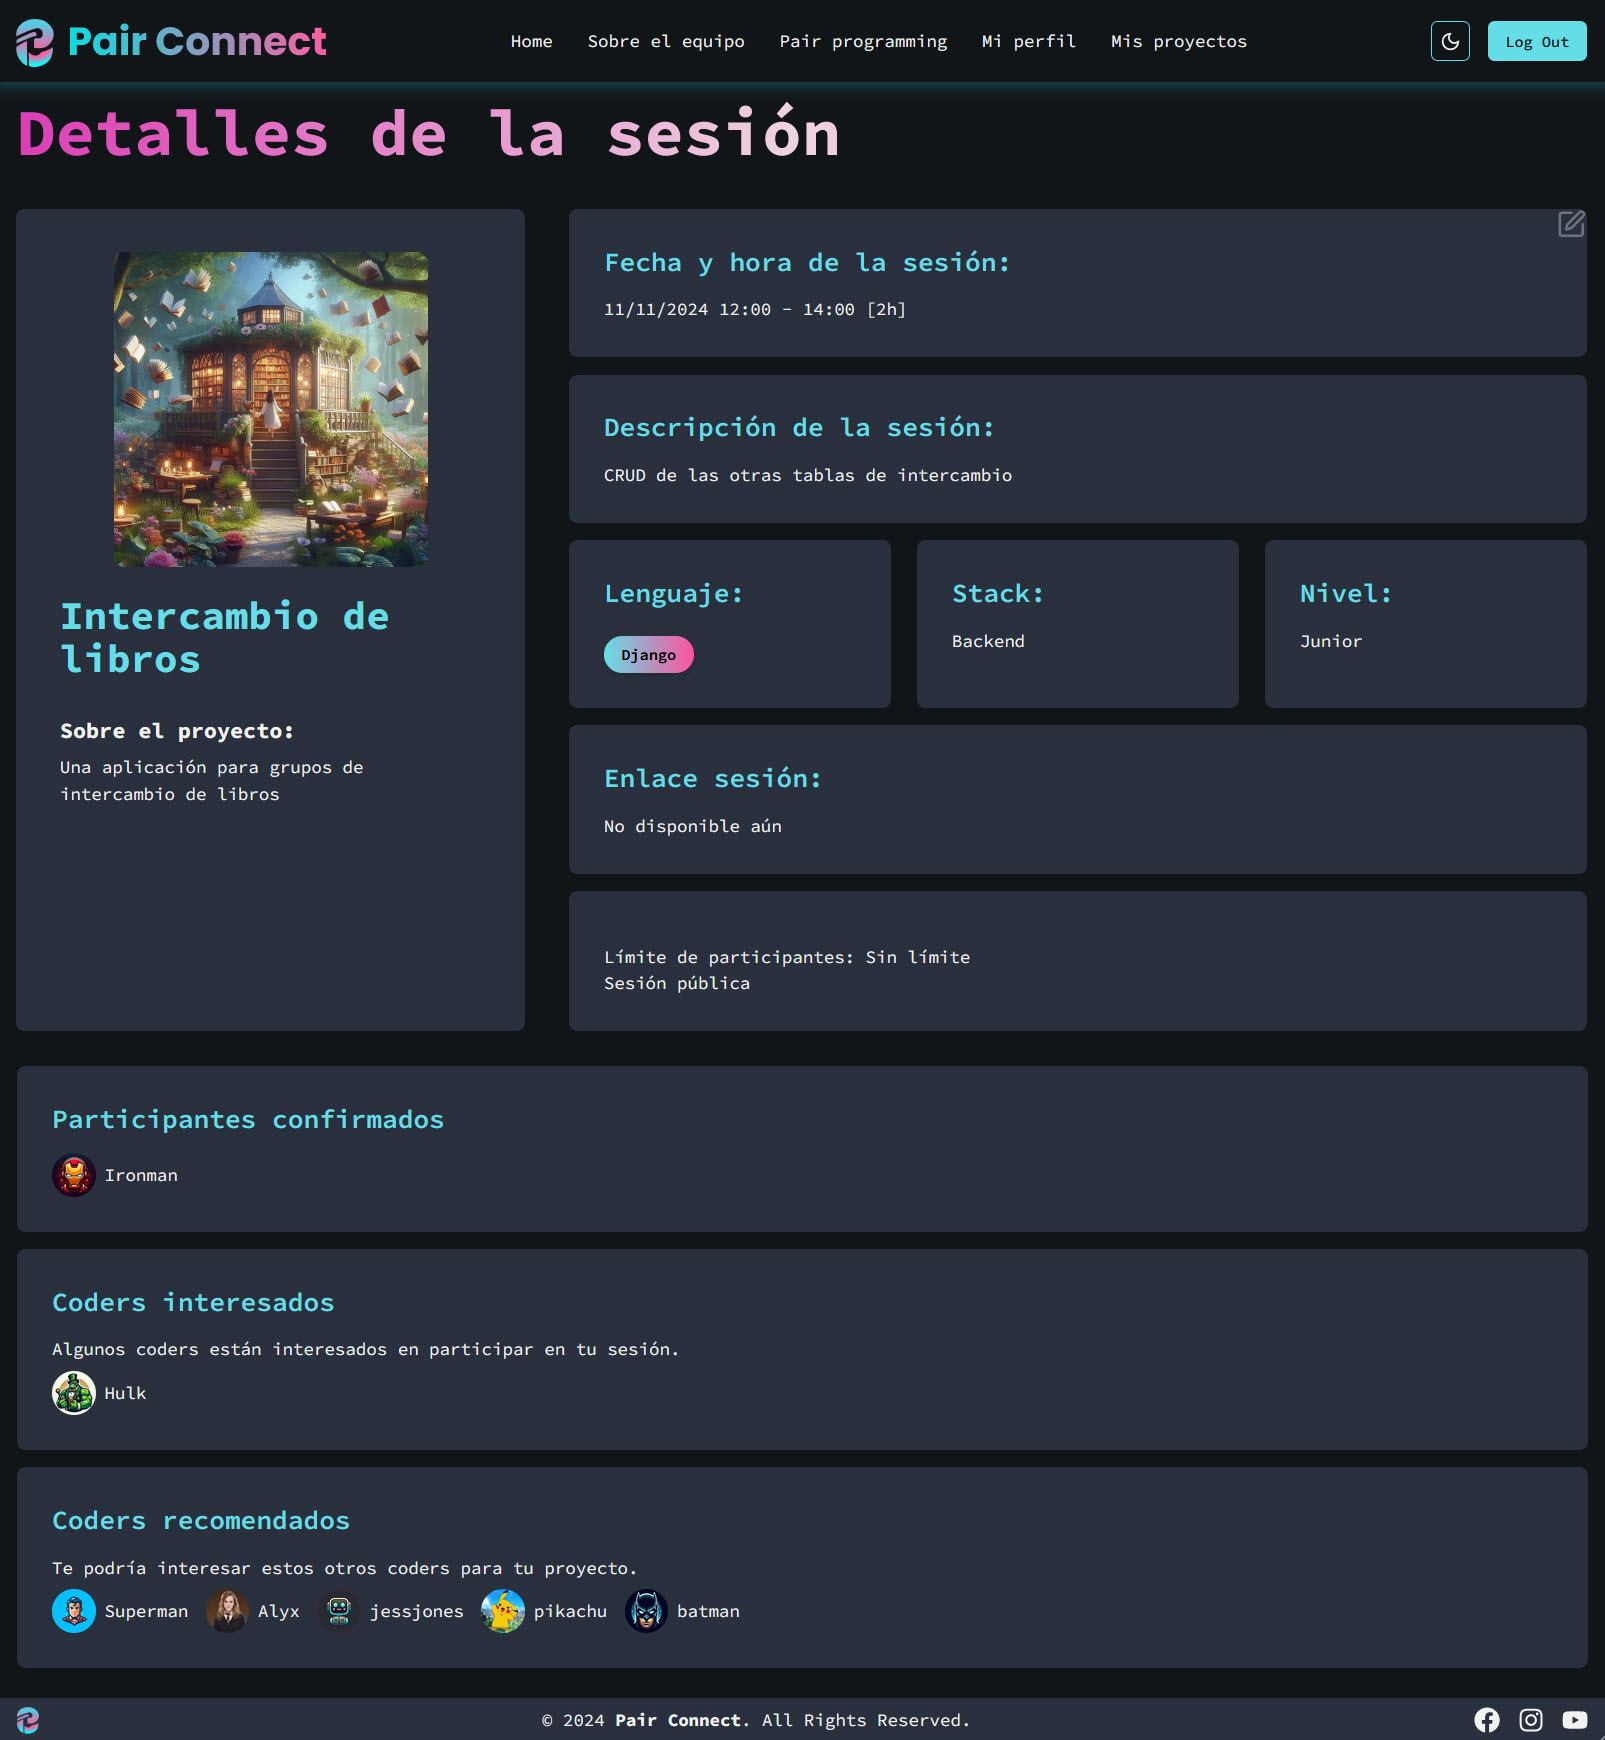 Pair Connect
Home
Sobre el equipo
Pair programming
Mi perfil
Mis proyectos
Log Out
Detalles de la sesión
Intercambio de
libros
Sobre el proyecto:
Una aplicación para grupos de
intercambio de libros
Fecha y hora de la sesión:
11/11/2024 12:00 - 14:00 [2h]
Descripción de la sesión:
CRUD de las otras tablas de intercambio
Lenguaje:
Django
Stack:
Backend
Nivel:
Junior
Enlace sesión:
No disponible aún
Límite de participantes: Sin límite
Sesión pública
Participantes confirmados
Ironman
Coders interesados
Algunos coders están interesados en participar en tu sesión.
Hulk
Coders recomendados
Te podría interesar estos otros coders para tu proyecto.
Superman
Alyx
jessjones
pikachu
batman
© 2024 Pair Connect. All Rights Reserved.